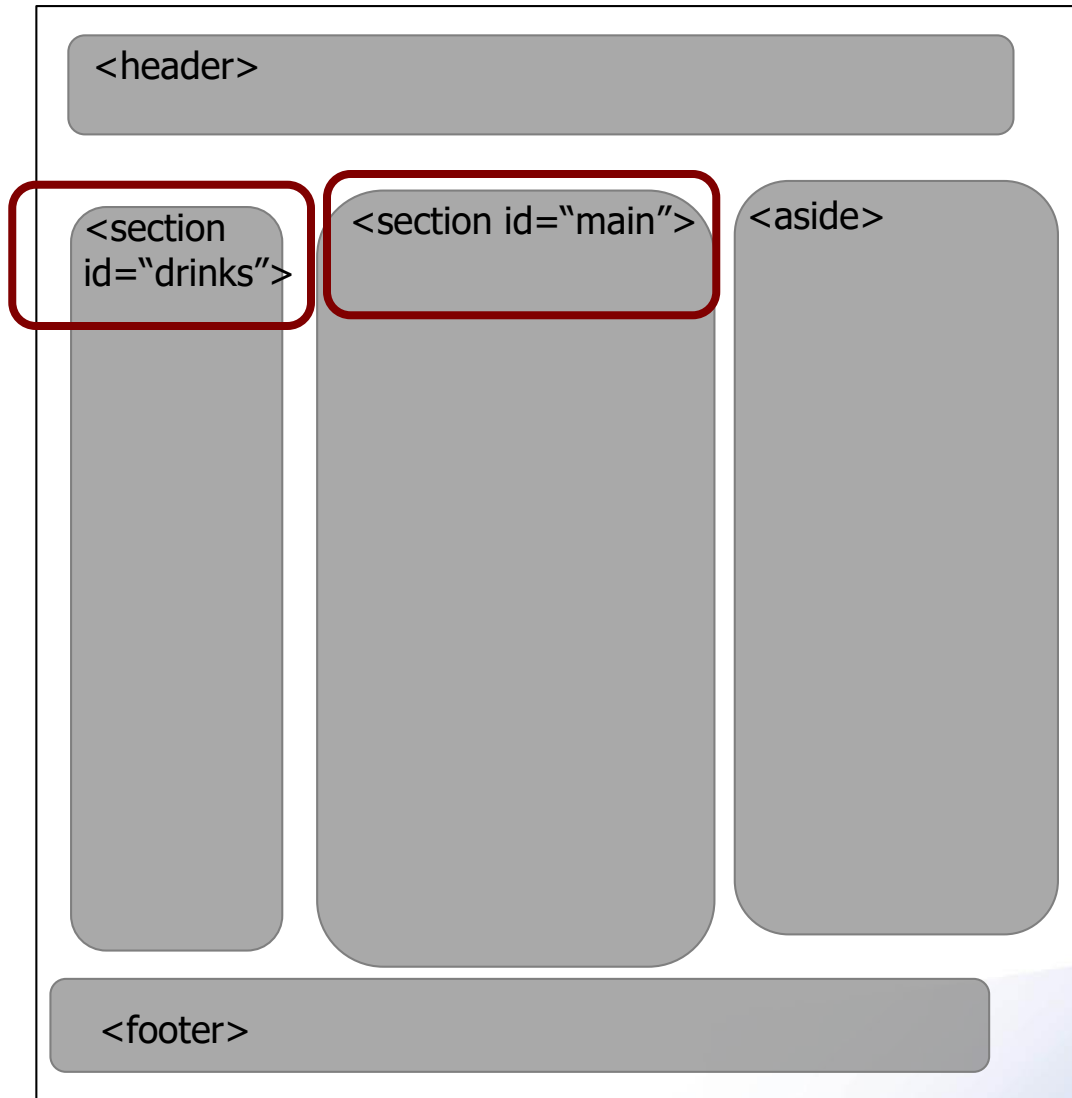 <header>
<section
id=“drinks”>
<section id=“main”>
<aside>
<footer>